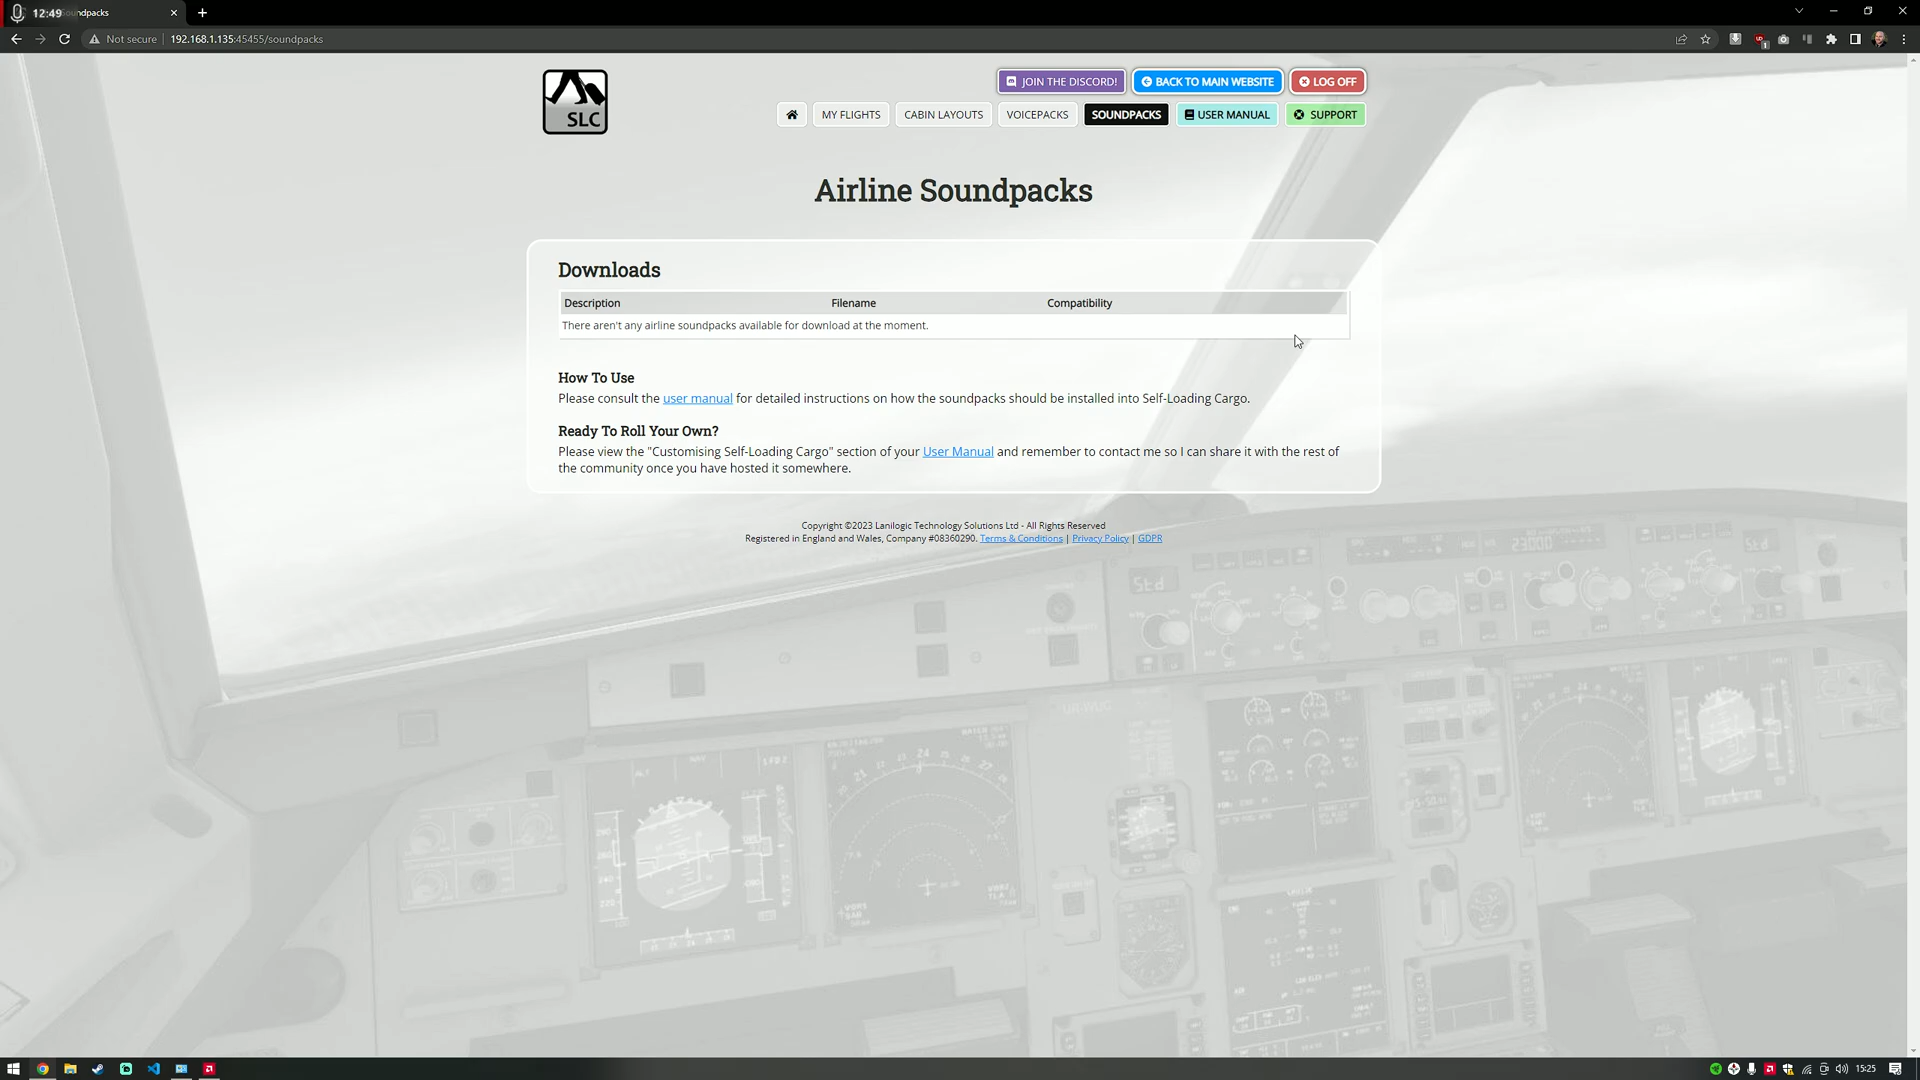 12:49
ndpacks
Not secure
192.168.1.135:45455/soundpacks
1
SLC
JOIN THE DISCORD!
BACK TO MAIN WEBSITE
LOG OFF
MY FLIGHTS
CABIN LAYOUTS
VOICEPACKS
SOUNDPACKS
USER MANUAL
SUPPORT
Airline Soundpacks
Downloads
Description
Filename
Compatibility
There aren't any airline soundpacks available for download at the moment.
How To Use
Please consult the user manual for detailed instructions on how the soundpacks should be installed into Self-Loading Cargo.
Ready To Roll Your Own?
Please view the "Customising Self-Loading Cargo" section of your User Manual and remember to contact me so I can share it with the rest of
the community once you have hosted it somewhere.
Copyright ©2023 Lanilogic Technology Solutions Ltd - All Rights Reserved
Registered in England and Wales, Company #08360290. Terms & Conditions | Privacy Policy | GDPR
15:25